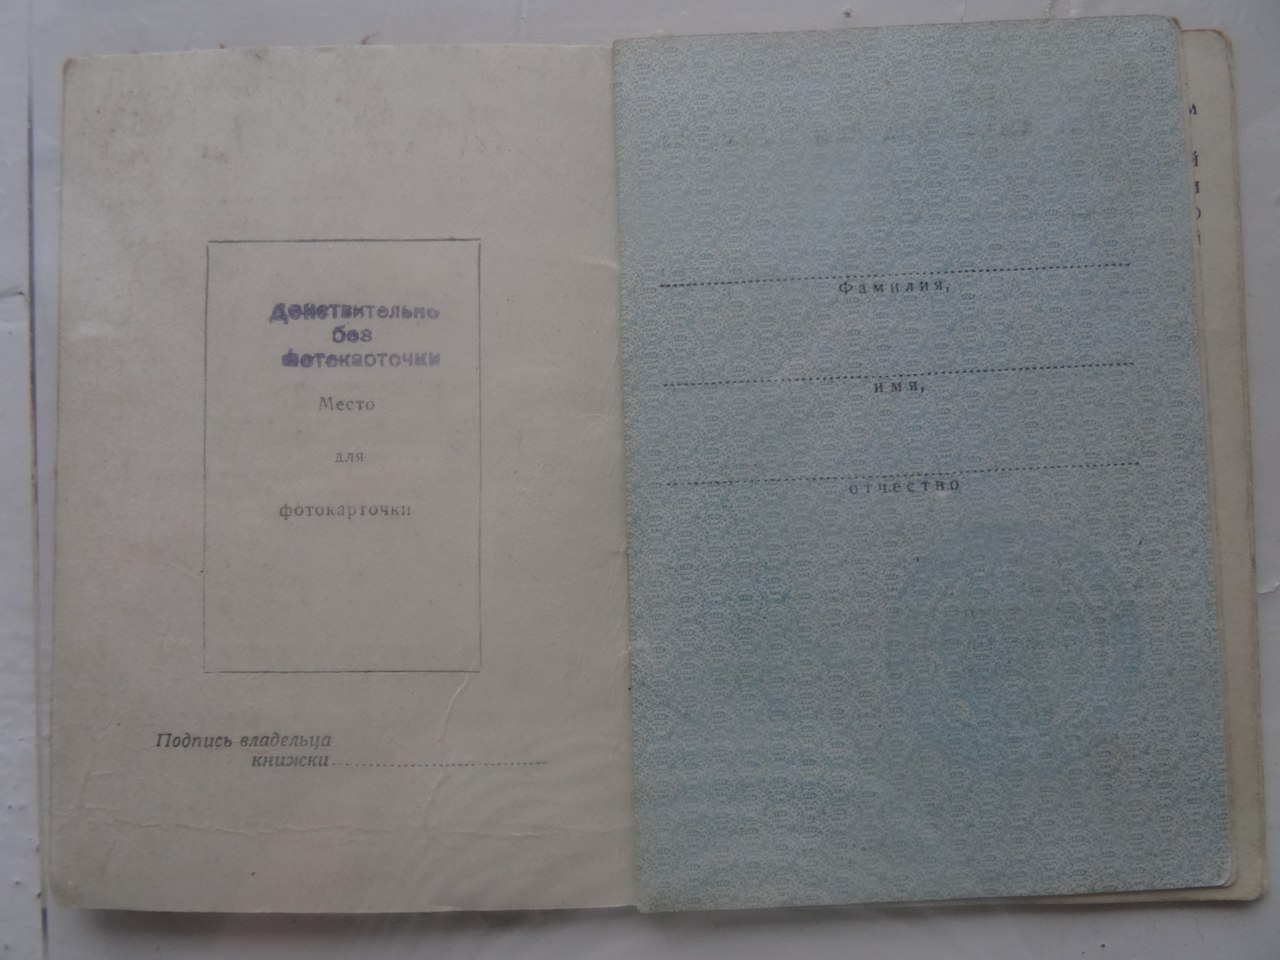 Действительно
без
фотокарточки
Место
для
фотокарточки
Подпись владельца
книжки
Фамилия,
имя,
отчество
м
й
и
о
й